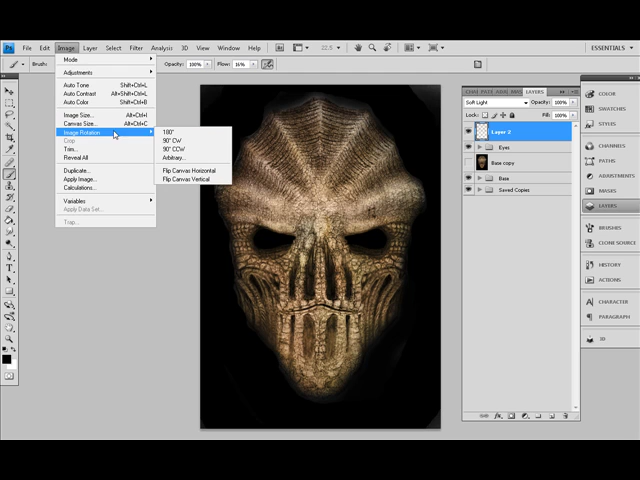 Ps File Edit Image Layer Select Filter Analysis 3D View Window Help 22.5 ESSENTIALS
Brush: Opacity: 100% Flow: 16%
Mode
Adjustments
Auto Tone Shift+Ctrl+L
Auto Contrast Alt+Shift+Ctrl+L
Auto Color Shift+Ctrl+B
Image Size... Alt+Ctrl+I
Canvas Size... Alt+Ctrl+C
Image Rotation
Crop
Trim...
Reveal All
Duplicate...
Apply Image...
Calculations...
Variables
Apply Data Set...
Trap...
180°
90° CW
90° CCW
Arbitrary...
Flip Canvas Horizontal
Flip Canvas Vertical
LAYERS
Soft Light Opacity: 100%
Lock: Fill: 100%
Layer 2
Eyes
Base copy
Base
Saved Copies
COLOR
SWATCHES
STYLES
CHANNELS
PATHS
ADJUSTMENTS
MASKS
LAYERS
BRUSHES
CLONE SOURCE
HISTORY
ACTIONS
CHARACTER
PARAGRAPH
3D